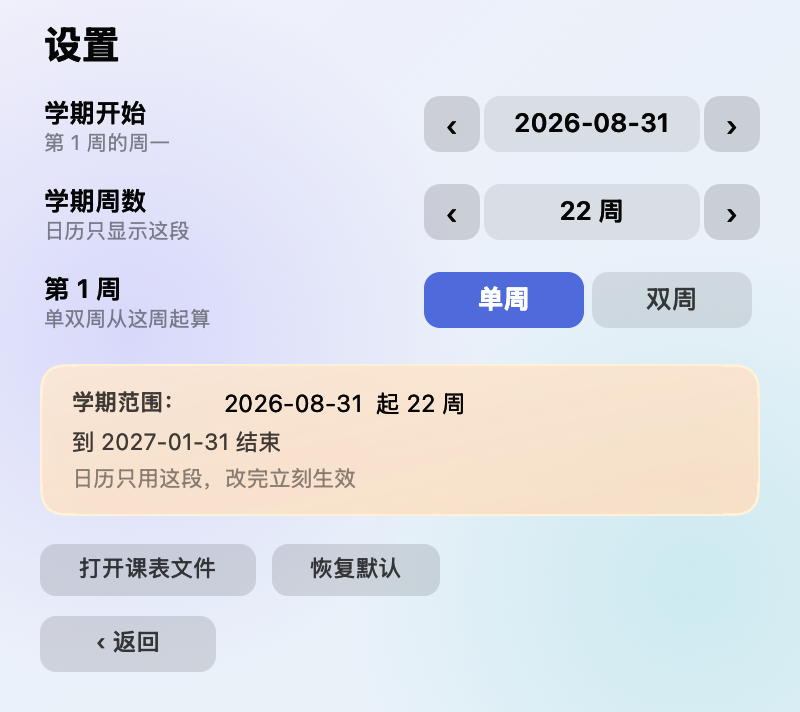 设置
学期开始
第 1 周的周一
‹ 2026-08-31 ›
学期周数
日历只显示这段
‹ 22 周 ›
第 1 周
单双周从这周起算
单周 双周
学期范围： 2026-08-31 起 22 周
到 2027-01-31 结束
日历只用这段，改完立刻生效
打开课表文件 恢复默认
‹ 返回